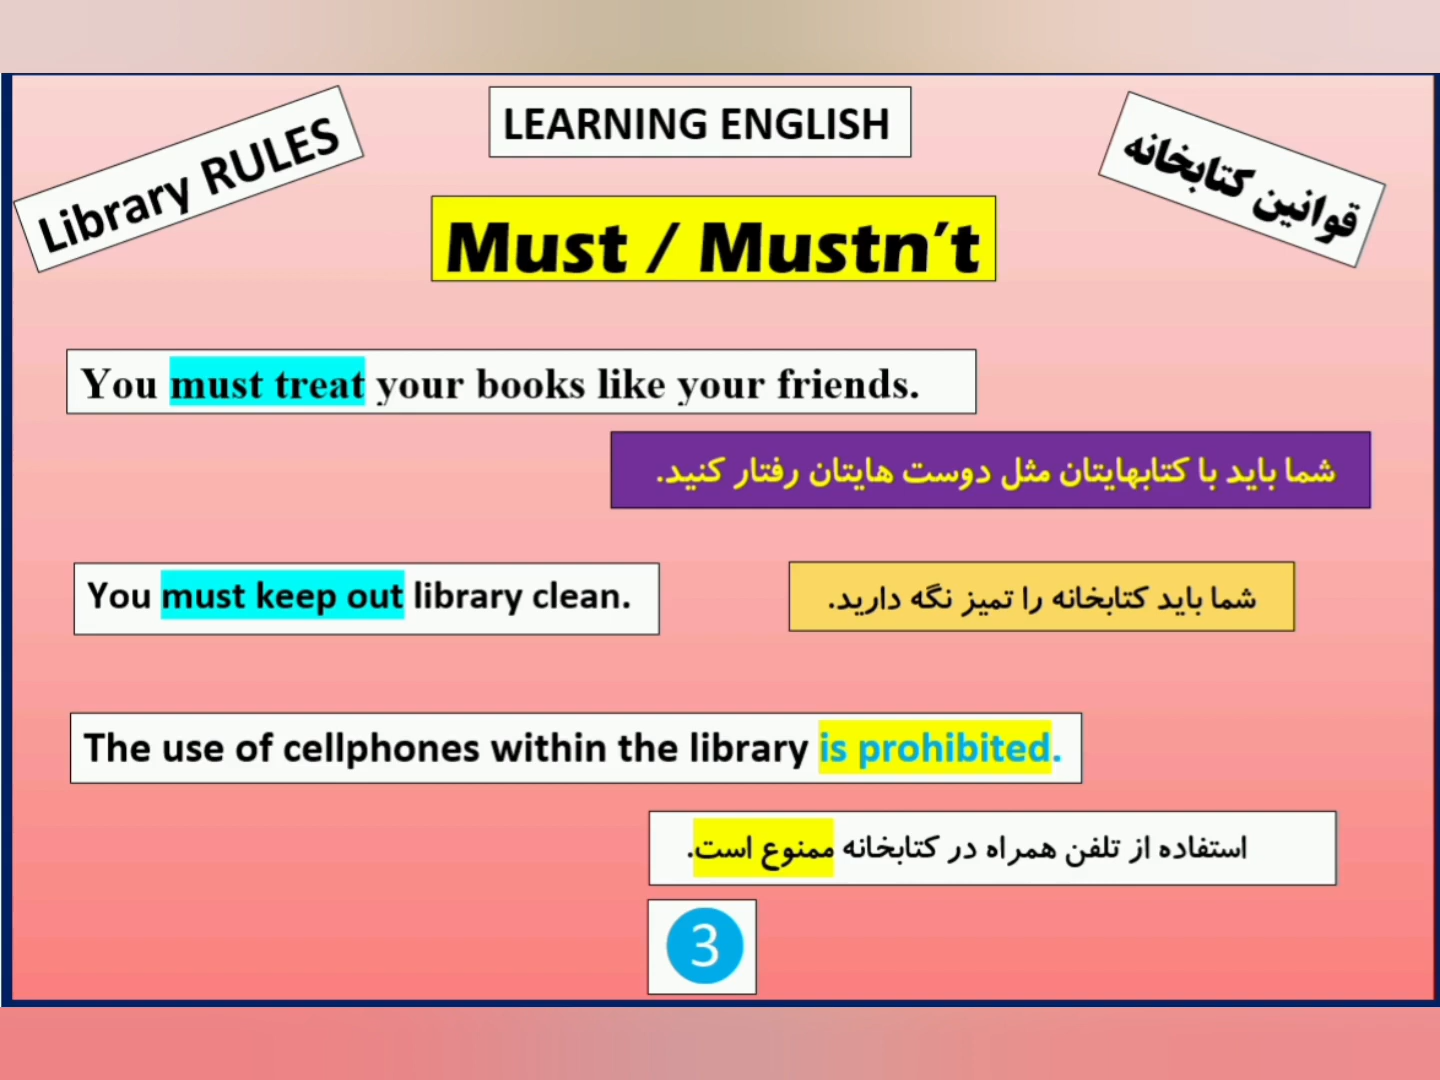 Library RULES
LEARNING ENGLISH
قوانین کتابخانه
Must / Mustn’t
You must treat your books like your friends.
شما باید با کتابهایتان مثل دوست هایتان رفتار کنید.
You must keep out library clean.
شما باید کتابخانه را تمیز نگه دارید.
The use of cellphones within the library is prohibited.
استفاده از تلفن همراه در کتابخانه ممنوع است.
3